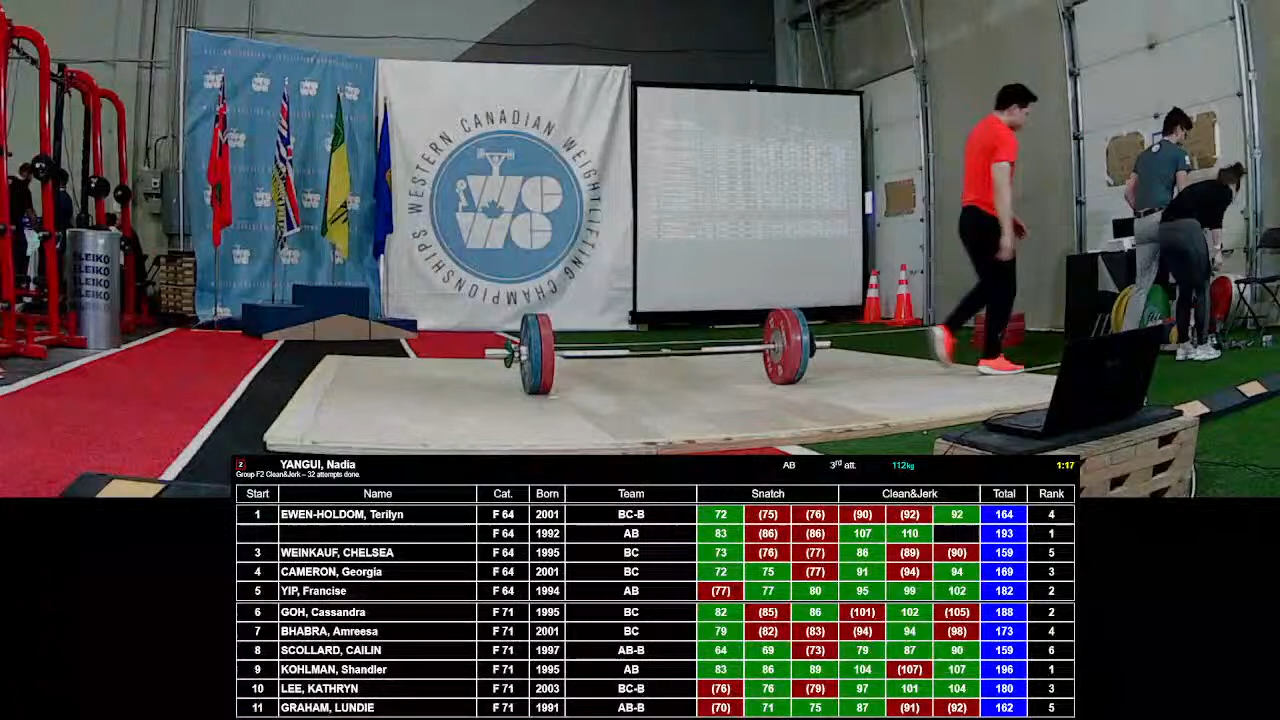 WESTERN CANADIAN WEIGHTLIFTING CHAMPIONSHIPS
WC
WC
ELEIKO
ELEIKO
ELEIKO
ELEIKO
2 YANGUI, Nadia AB 3rd att. 112kg 1:17
Group F2 Clean&Jerk – 32 attempts done.
Start Name Cat. Born Team Snatch Clean&Jerk Total Rank
1 EWEN-HOLDOM, Terilyn F 64 2001 BC-B 72 (75) (76) (90) (92) 92 164 4
F 64 1992 AB 83 (86) (86) 107 110 193 1
3 WEINKAUF, CHELSEA F 64 1995 BC 73 (76) (77) 86 (89) (90) 159 5
4 CAMERON, Georgia F 64 2001 BC 72 75 (77) 91 (94) 94 169 3
5 YIP, Francise F 64 1994 AB (77) 77 80 95 99 102 182 2
6 GOH, Cassandra F 71 1995 BC 82 (85) 86 (101) 102 (105) 188 2
7 BHABRA, Amreesa F 71 2001 BC 79 (82) (83) (94) 94 (98) 173 4
8 SCOLLARD, CAILIN F 71 1997 AB-B 64 69 (73) 79 87 90 159 6
9 KOHLMAN, Shandler F 71 1995 AB 83 86 89 104 (107) 107 196 1
10 LEE, KATHRYN F 71 2003 BC-B (76) 76 (79) 97 101 104 180 3
11 GRAHAM, LUNDIE F 71 1991 AB-B (70) 71 75 87 (91) (92) 162 5